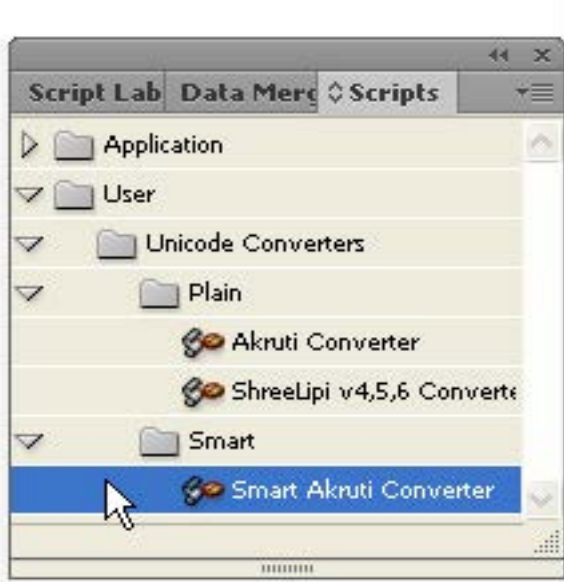 Script Lab Data Merg Scripts
Application
User
Unicode Converters
Plain
Akruti Converter
ShreeLipi v4,5,6 Converte
Smart
Smart Akruti Converter